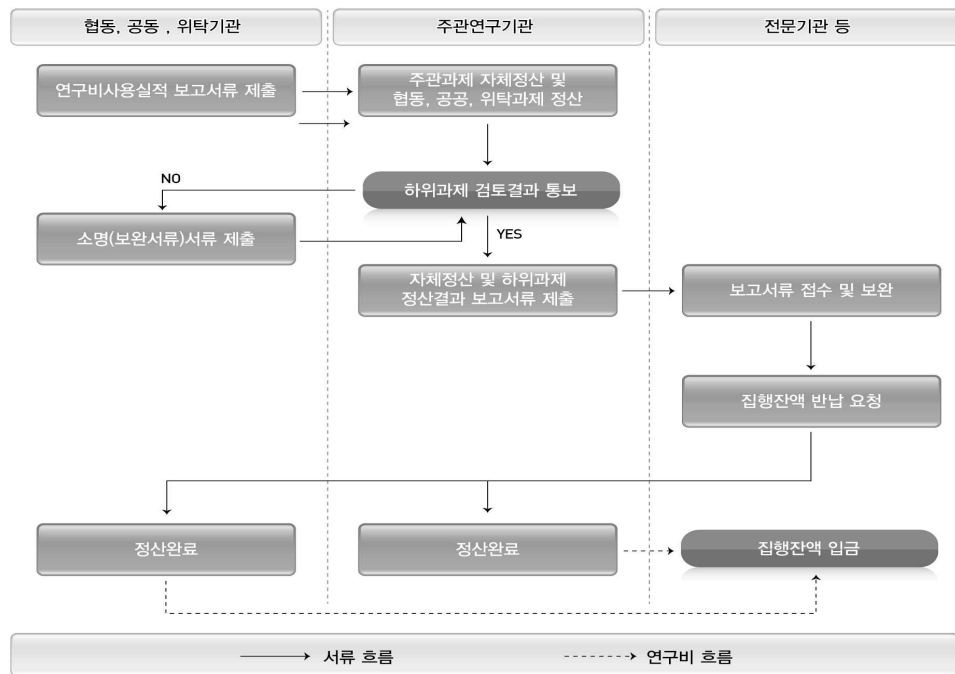 협동, 공동 , 위탁기관
주관연구기관
전문기관 등
연구비사용실적 보고서류 제출
주관과제 자체정산 및
협동, 공공, 위탁과제 정산
NO
하위과제 검토결과 통보
소명(보완서류)서류 제출
YES
자체정산 및 하위과제
정산결과 보고서류 제출
보고서류 접수 및 보완
집행잔액 반납 요청
정산완료
정산완료
집행잔액 입금
서류 흐름
연구비 흐름